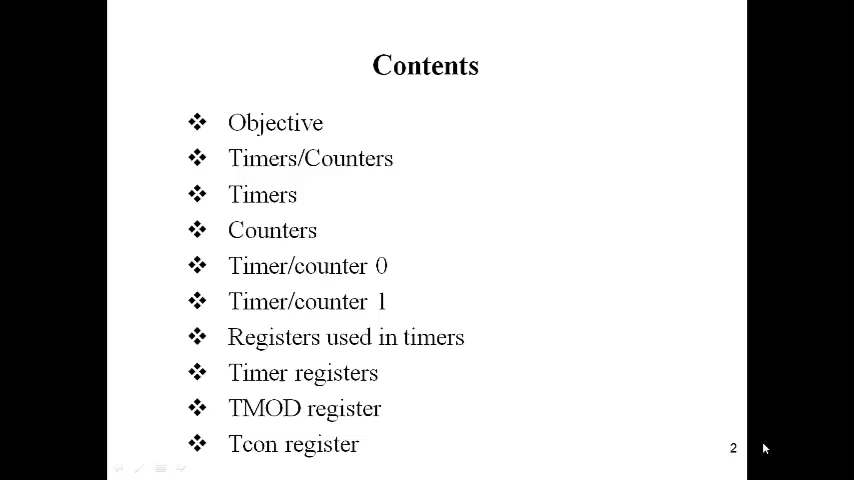 Contents
❖ Objective
❖ Timers/Counters
❖ Timers
❖ Counters
❖ Timer/counter 0
❖ Timer/counter 1
❖ Registers used in timers
❖ Timer registers
❖ TMOD register
❖ Tcon register
2